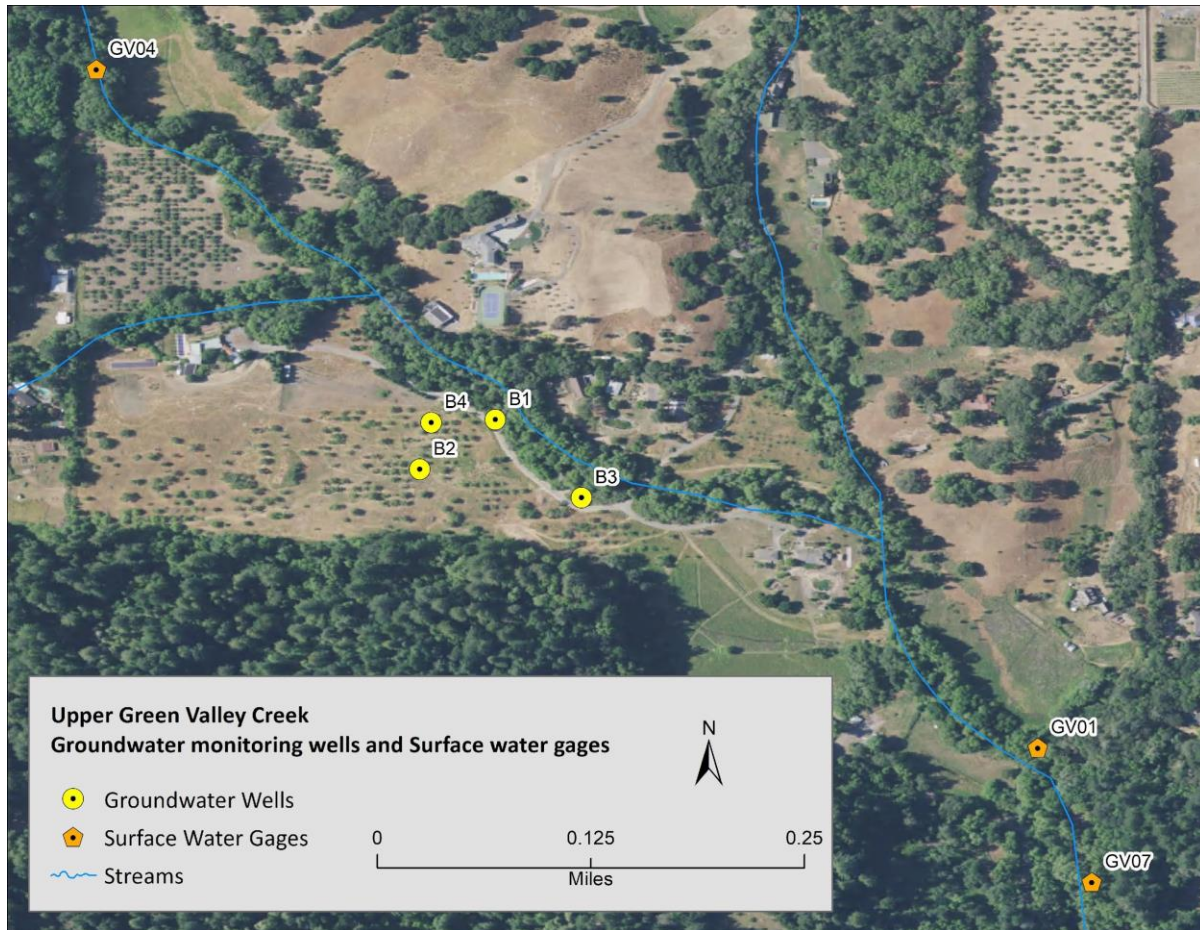 GV04
B4
B1
B2
B3
GV01
GV07
Upper Green Valley Creek
Groundwater monitoring wells and Surface water gages
N
Groundwater Wells
Surface Water Gages
Streams
0 0.125 0.25
Miles